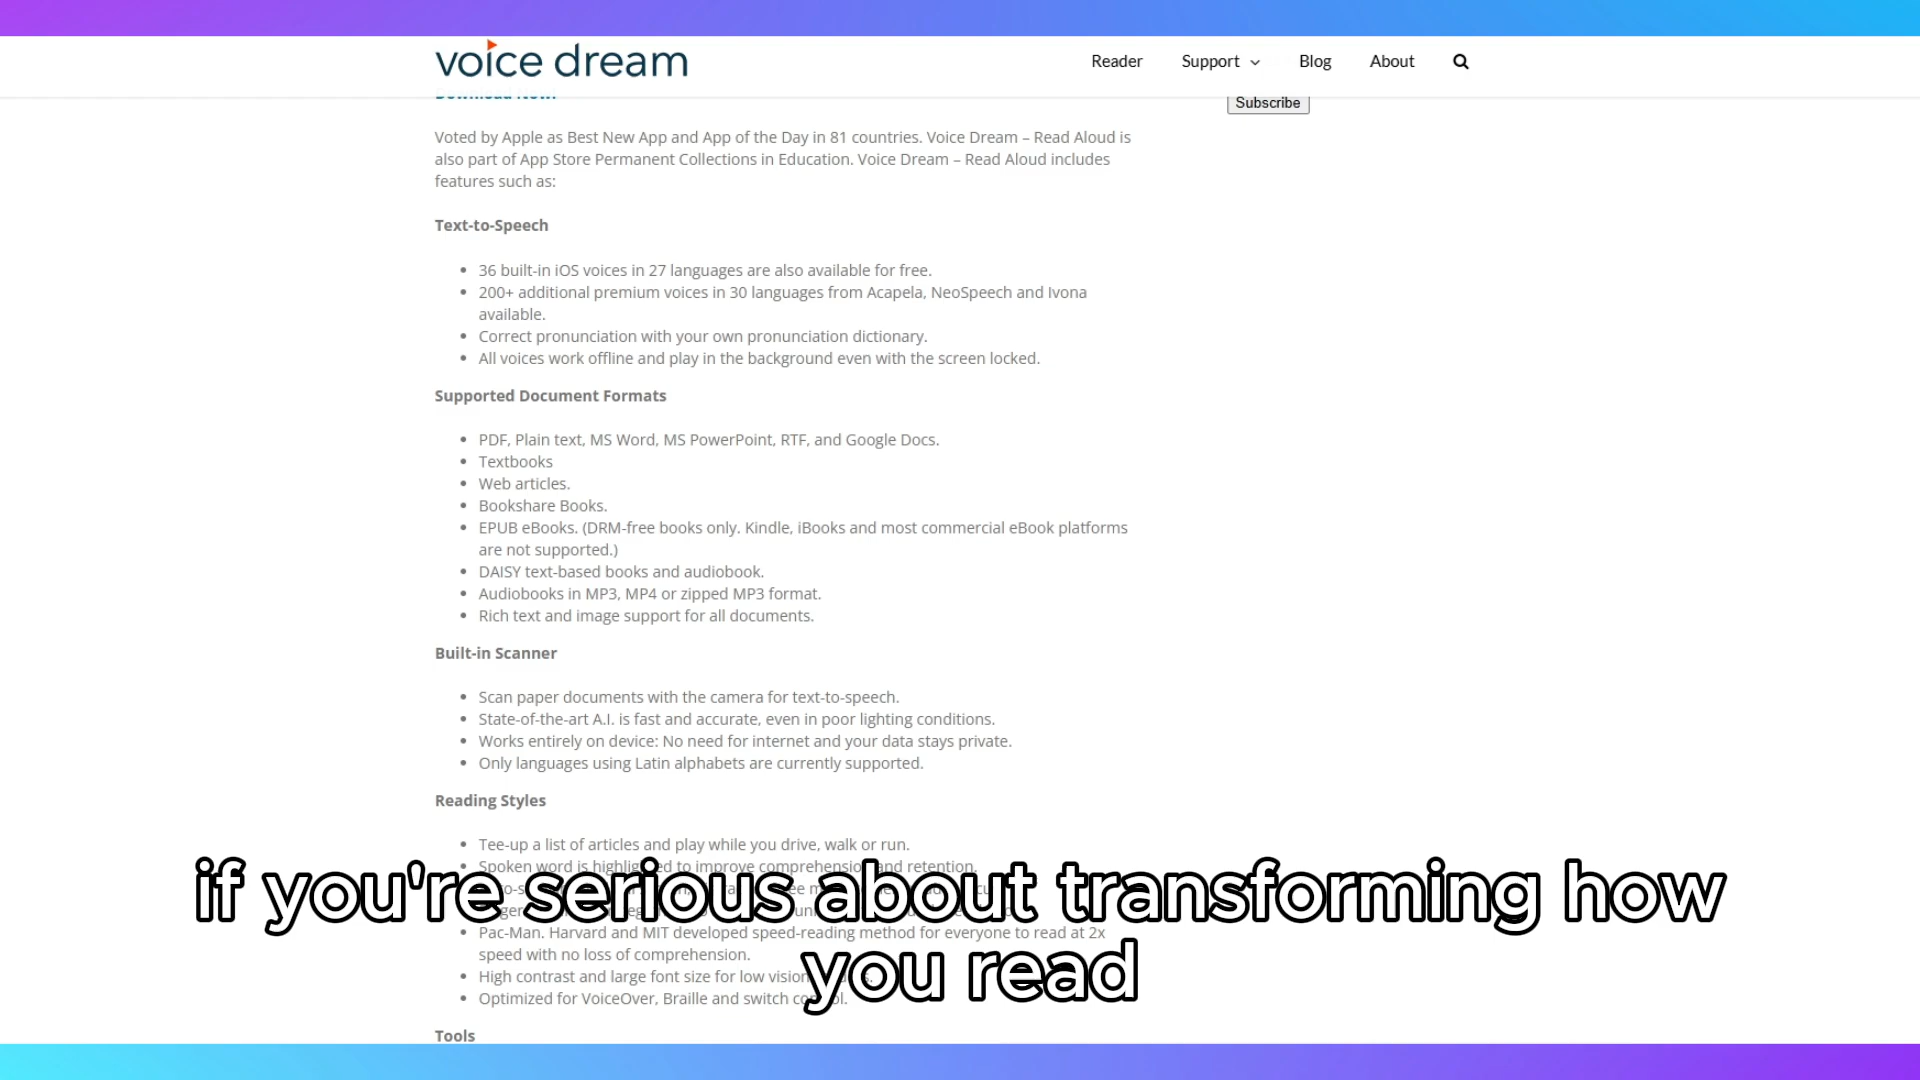 voice dream
Reader
Support
Blog
About
Subscribe
Voted by Apple as Best New App and App of the Day in 81 countries. Voice Dream – Read Aloud is
also part of App Store Permanent Collections in Education. Voice Dream – Read Aloud includes
features such as:
Text-to-Speech
36 built-in iOS voices in 27 languages are also available for free.
200+ additional premium voices in 30 languages from Acapela, NeoSpeech and Ivona
available.
Correct pronunciation with your own pronunciation dictionary.
All voices work offline and play in the background even with the screen locked.
Supported Document Formats
PDF, Plain text, MS Word, MS PowerPoint, RTF, and Google Docs.
Textbooks
Web articles.
Bookshare Books.
EPUB eBooks. (DRM-free books only. Kindle, iBooks and most commercial eBook platforms
are not supported.)
DAISY text-based books and audiobook.
Audiobooks in MP3, MP4 or zipped MP3 format.
Rich text and image support for all documents.
Built-in Scanner
Scan paper documents with the camera for text-to-speech.
State-of-the-art A.I. is fast and accurate, even in poor lighting conditions.
Works entirely on device: No need for internet and your data stays private.
Only languages using Latin alphabets are currently supported.
Reading Styles
Tee-up a list of articles and play while you drive, walk or run.
Spoken word is highlighted to improve comprehension and retention.
if you're serious about transforming how
Pac-Man. Harvard and MIT developed speed-reading method for everyone to read at 2x
speed with no loss of comprehension.
you read
High contrast and large font size for low vision
Optimized for VoiceOver, Braille and switch control.
Tools